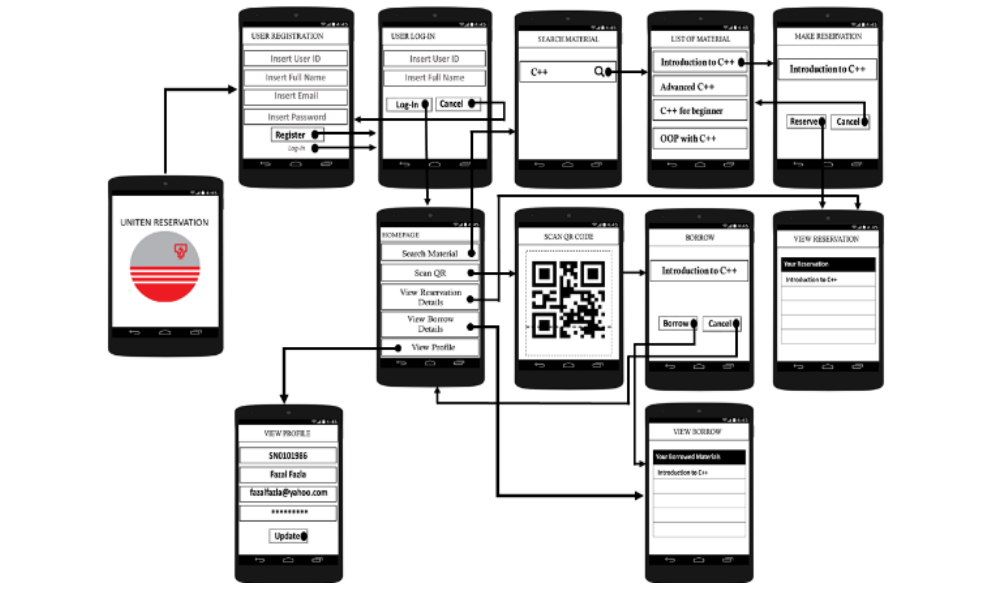 USER REGISTRATION
Insert User ID
Insert Full Name
Insert Email
Insert Password
Register
Log-In
USER LOG-IN
Insert User ID
Insert Full Name
Log-In
Cancel
SEARCH MATERIAL
C++
LIST OF MATERIAL
Introduction to C++
Advanced C++
C++ for beginner
OOP with C++
MAKE RESERVATION
Introduction to C++
Reserve
Cancel
UNITEN RESERVATION
HOMEPAGE
Search Material
Scan QR
View Reservation
Details
View Borrow
Details
View Profile
SCAN QR CODE
BORROW
Introduction to C++
Borrow
Cancel
VIEW RESERVATION
Your Reservation
Introduction to C++
VIEW PROFILE
SN0101986
Fazal Fazla
fazalfazla@yahoo.com
*********
Update
VIEW BORROW
Your Borrowed Materials
Introduction to C++